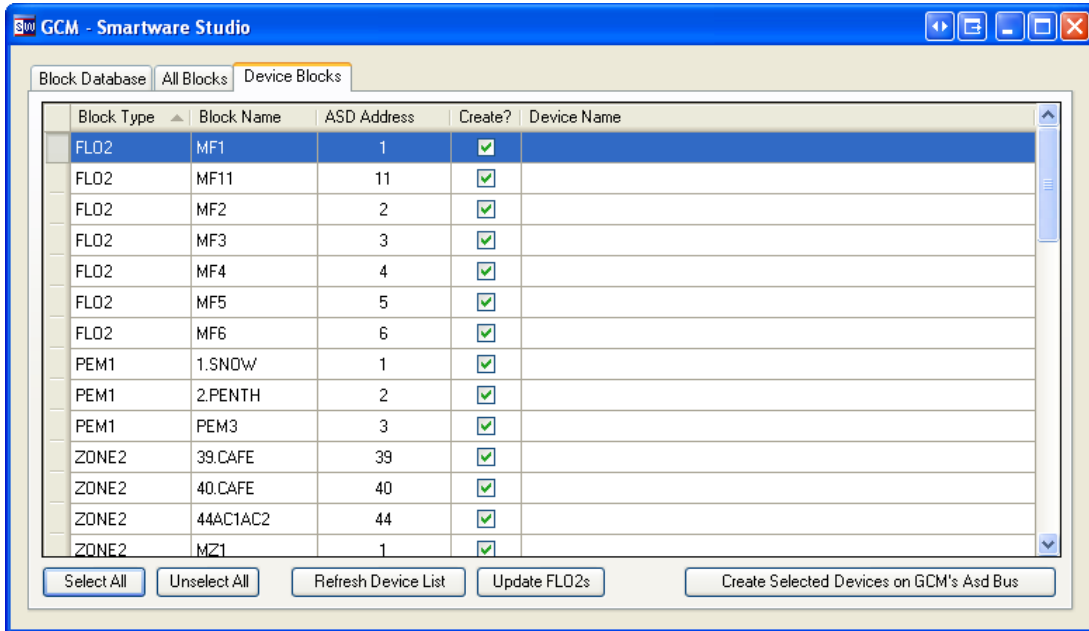 SW GCM - Smartware Studio
Block Database All Blocks Device Blocks
Block Type Block Name ASD Address Create? Device Name
FLO2 MF1 1
FLO2 MF11 11
FLO2 MF2 2
FLO2 MF3 3
FLO2 MF4 4
FLO2 MF5 5
FLO2 MF6 6
PEM1 1.SNOW 1
PEM1 2.PENTH 2
PEM1 PEM3 3
ZONE2 39.CAFE 39
ZONE2 40.CAFE 40
ZONE2 44AC1AC2 44
ZONE2 MZ1 1
Select All Unselect All Refresh Device List Update FLO2s Create Selected Devices on GCM's Asd Bus